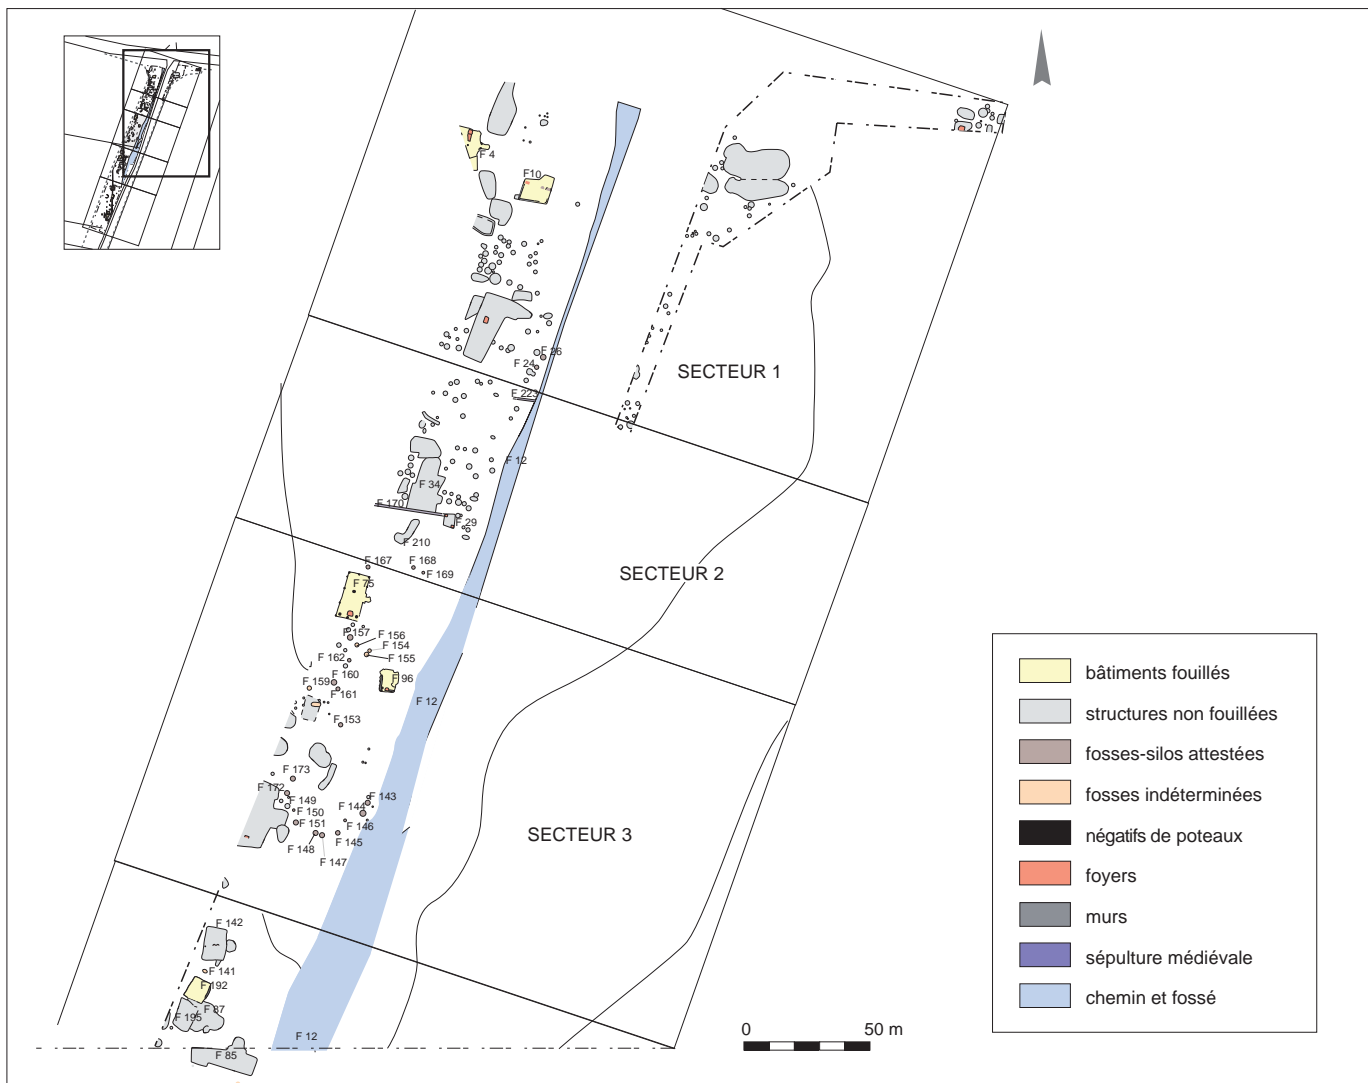 F 4
F10
F 26
F 24
SECTEUR 1
F 223
F 12
F 34
F 170
F 29
F 210
F 167
F 168
F 169
SECTEUR 2
F 75
F 157
F 156
F 154
F 155
F 162
F 160
F 96
F 159
F 161
F 12
F 153
F 173
F 172
F 149
F 143
F 150
F 144
F 151
F 146
F 148
F 145
F 147
SECTEUR 3
F 142
F 141
F 192
F 87
F 195
F 12
F 85
0 50 m
bâtiments fouillés
structures non fouillées
fosses-silos attestées
fosses indéterminées
négatifs de poteaux
foyers
murs
sépulture médiévale
chemin et fossé